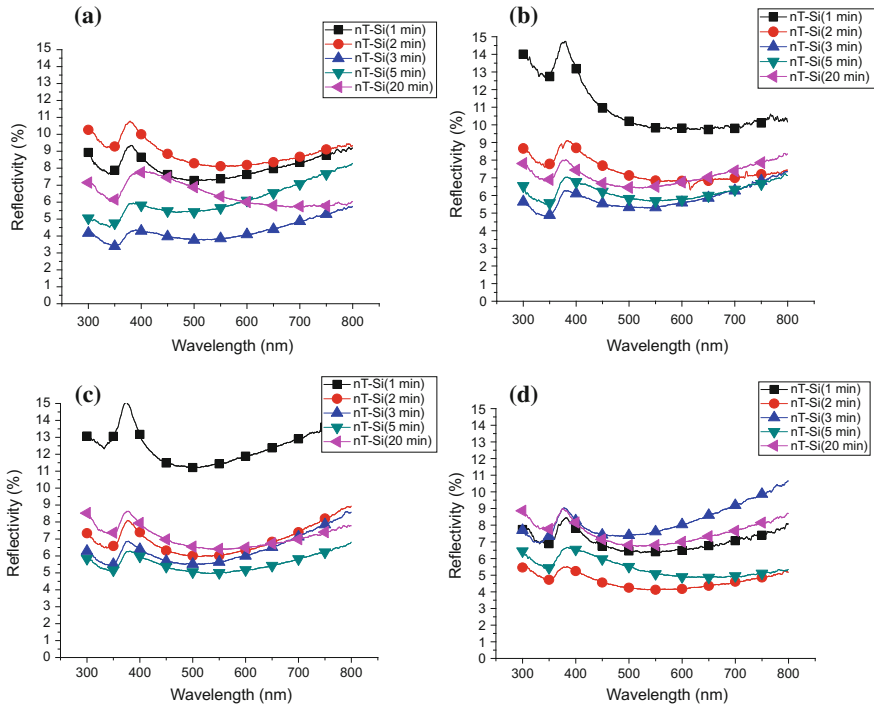 (a)
nT-Si(1 min)
nT-Si(2 min)
nT-Si(3 min)
nT-Si(5 min)
nT-Si(20 min)
15
14
13
12
11
10
9
8
7
6
5
4
3
2
1
0
Reflectivity (%)
300 400 500 600 700 800
Wavelength (nm)
(b)
nT-Si(1 min)
nT-Si(2 min)
nT-Si(3 min)
nT-Si(5 min)
nT-Si(20 min)
15
14
13
12
11
10
9
8
7
6
5
4
3
2
1
0
Reflectivity (%)
300 400 500 600 700 800
Wavelength (nm)
(c)
nT-Si(1 min)
nT-Si(2 min)
nT-Si(3 min)
nT-Si(5 min)
nT-Si(20 min)
15
14
13
12
11
10
9
8
7
6
5
4
3
2
1
0
Reflectivity (%)
300 400 500 600 700 800
Wavelength (nm)
(d)
nT-Si(1 min)
nT-Si(2 min)
nT-Si(3 min)
nT-Si(5 min)
nT-Si(20 min)
15
14
13
12
11
10
9
8
7
6
5
4
3
2
1
0
Reflectivity (%)
300 400 500 600 700 800
Wavelength (nm)